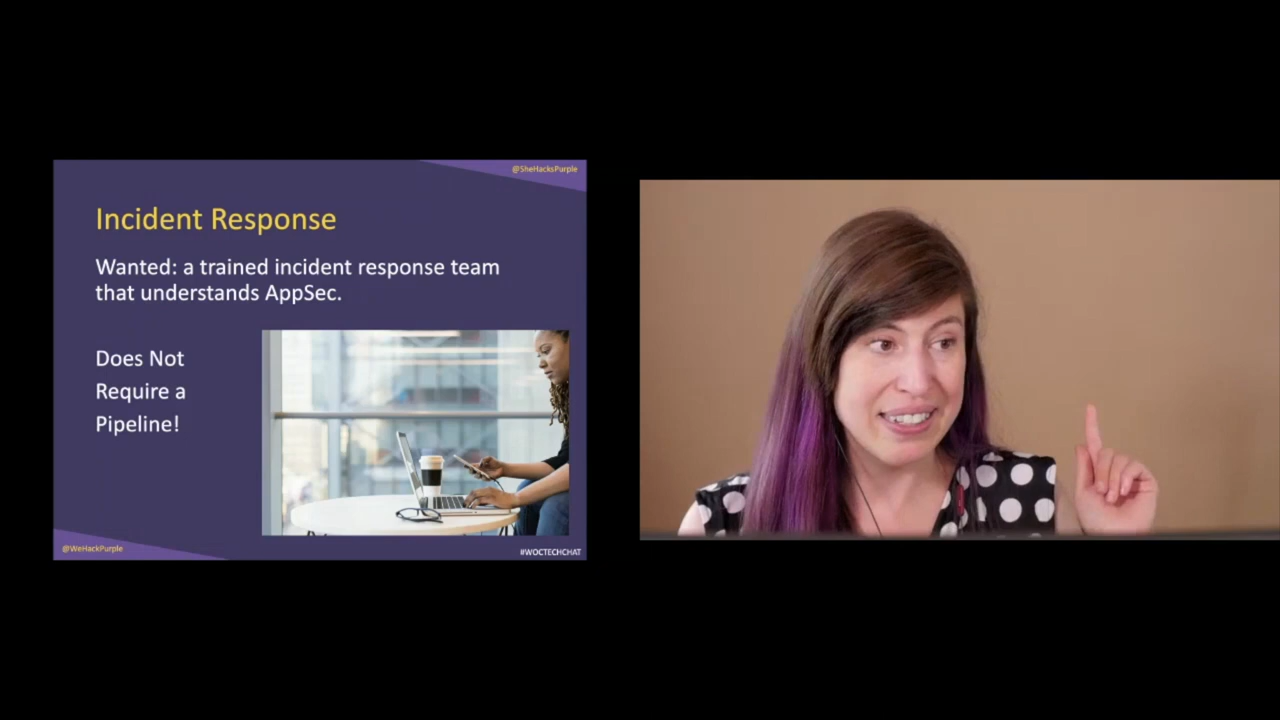 @SheHacksPurple
Incident Response
Wanted: a trained incident response team
that understands AppSec.
Does Not
Require a
Pipeline!
@WeHackPurple
#WOCTECHCHAT